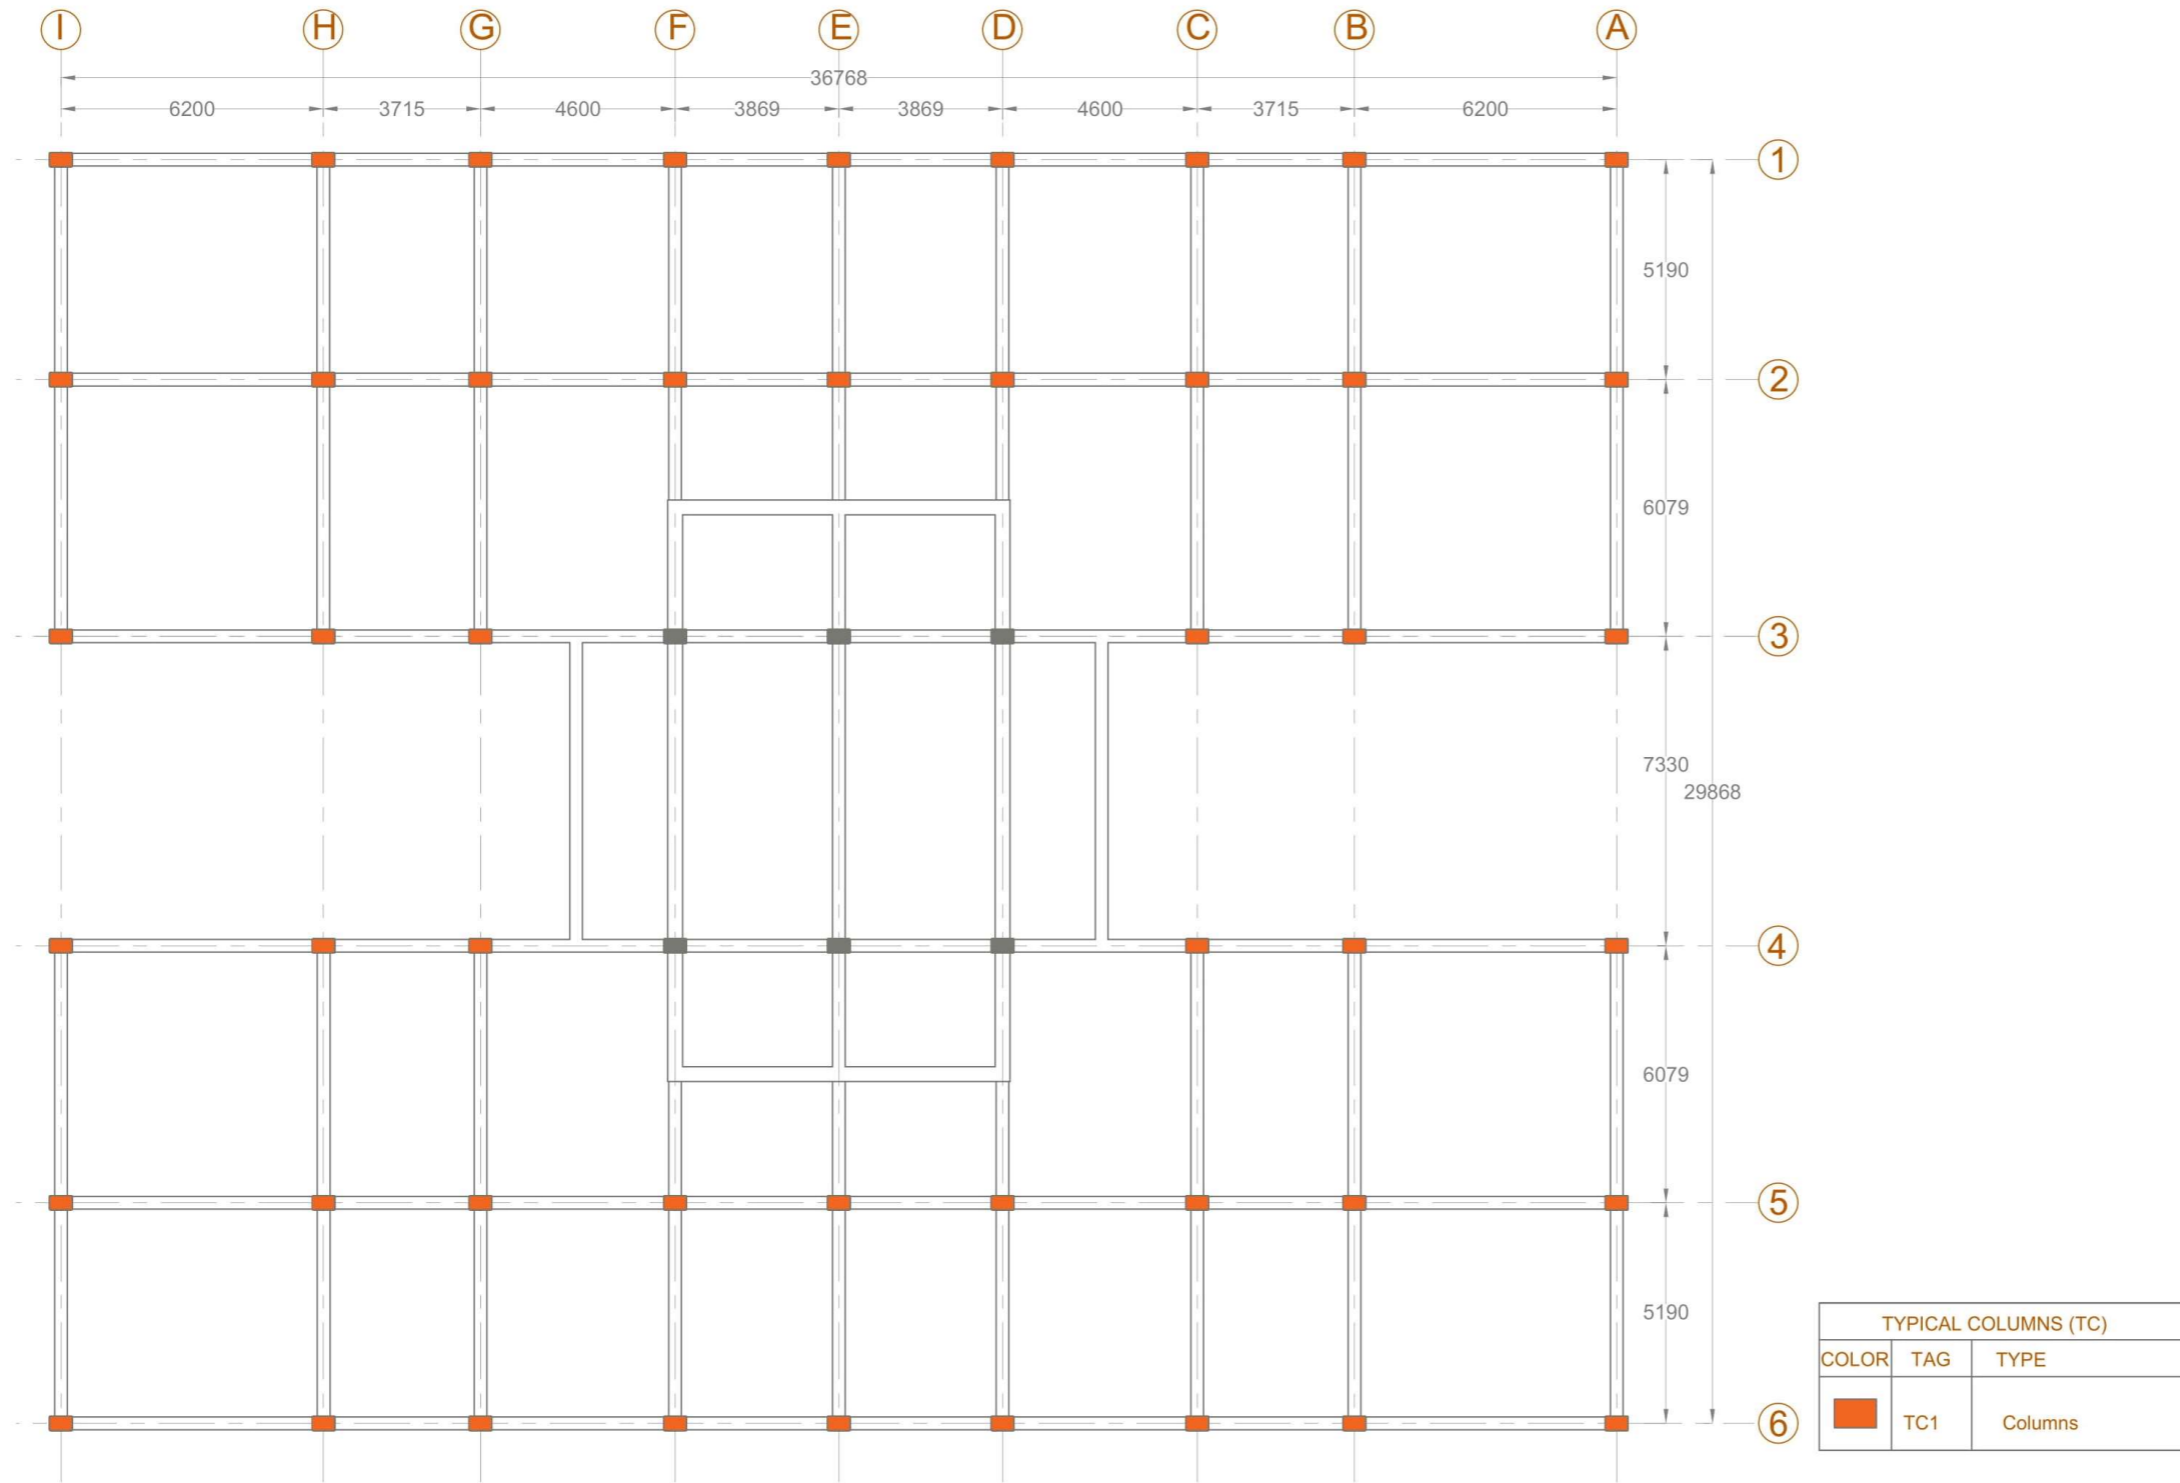 I H G F E D C B A
36768
6200 3715 4600 3869 3869 4600 3715 6200
1
5190
2
6079
3
7330
29868
4
6079
5
5190
6
TYPICAL COLUMNS (TC)
COLOR TAG TYPE
TC1 Columns